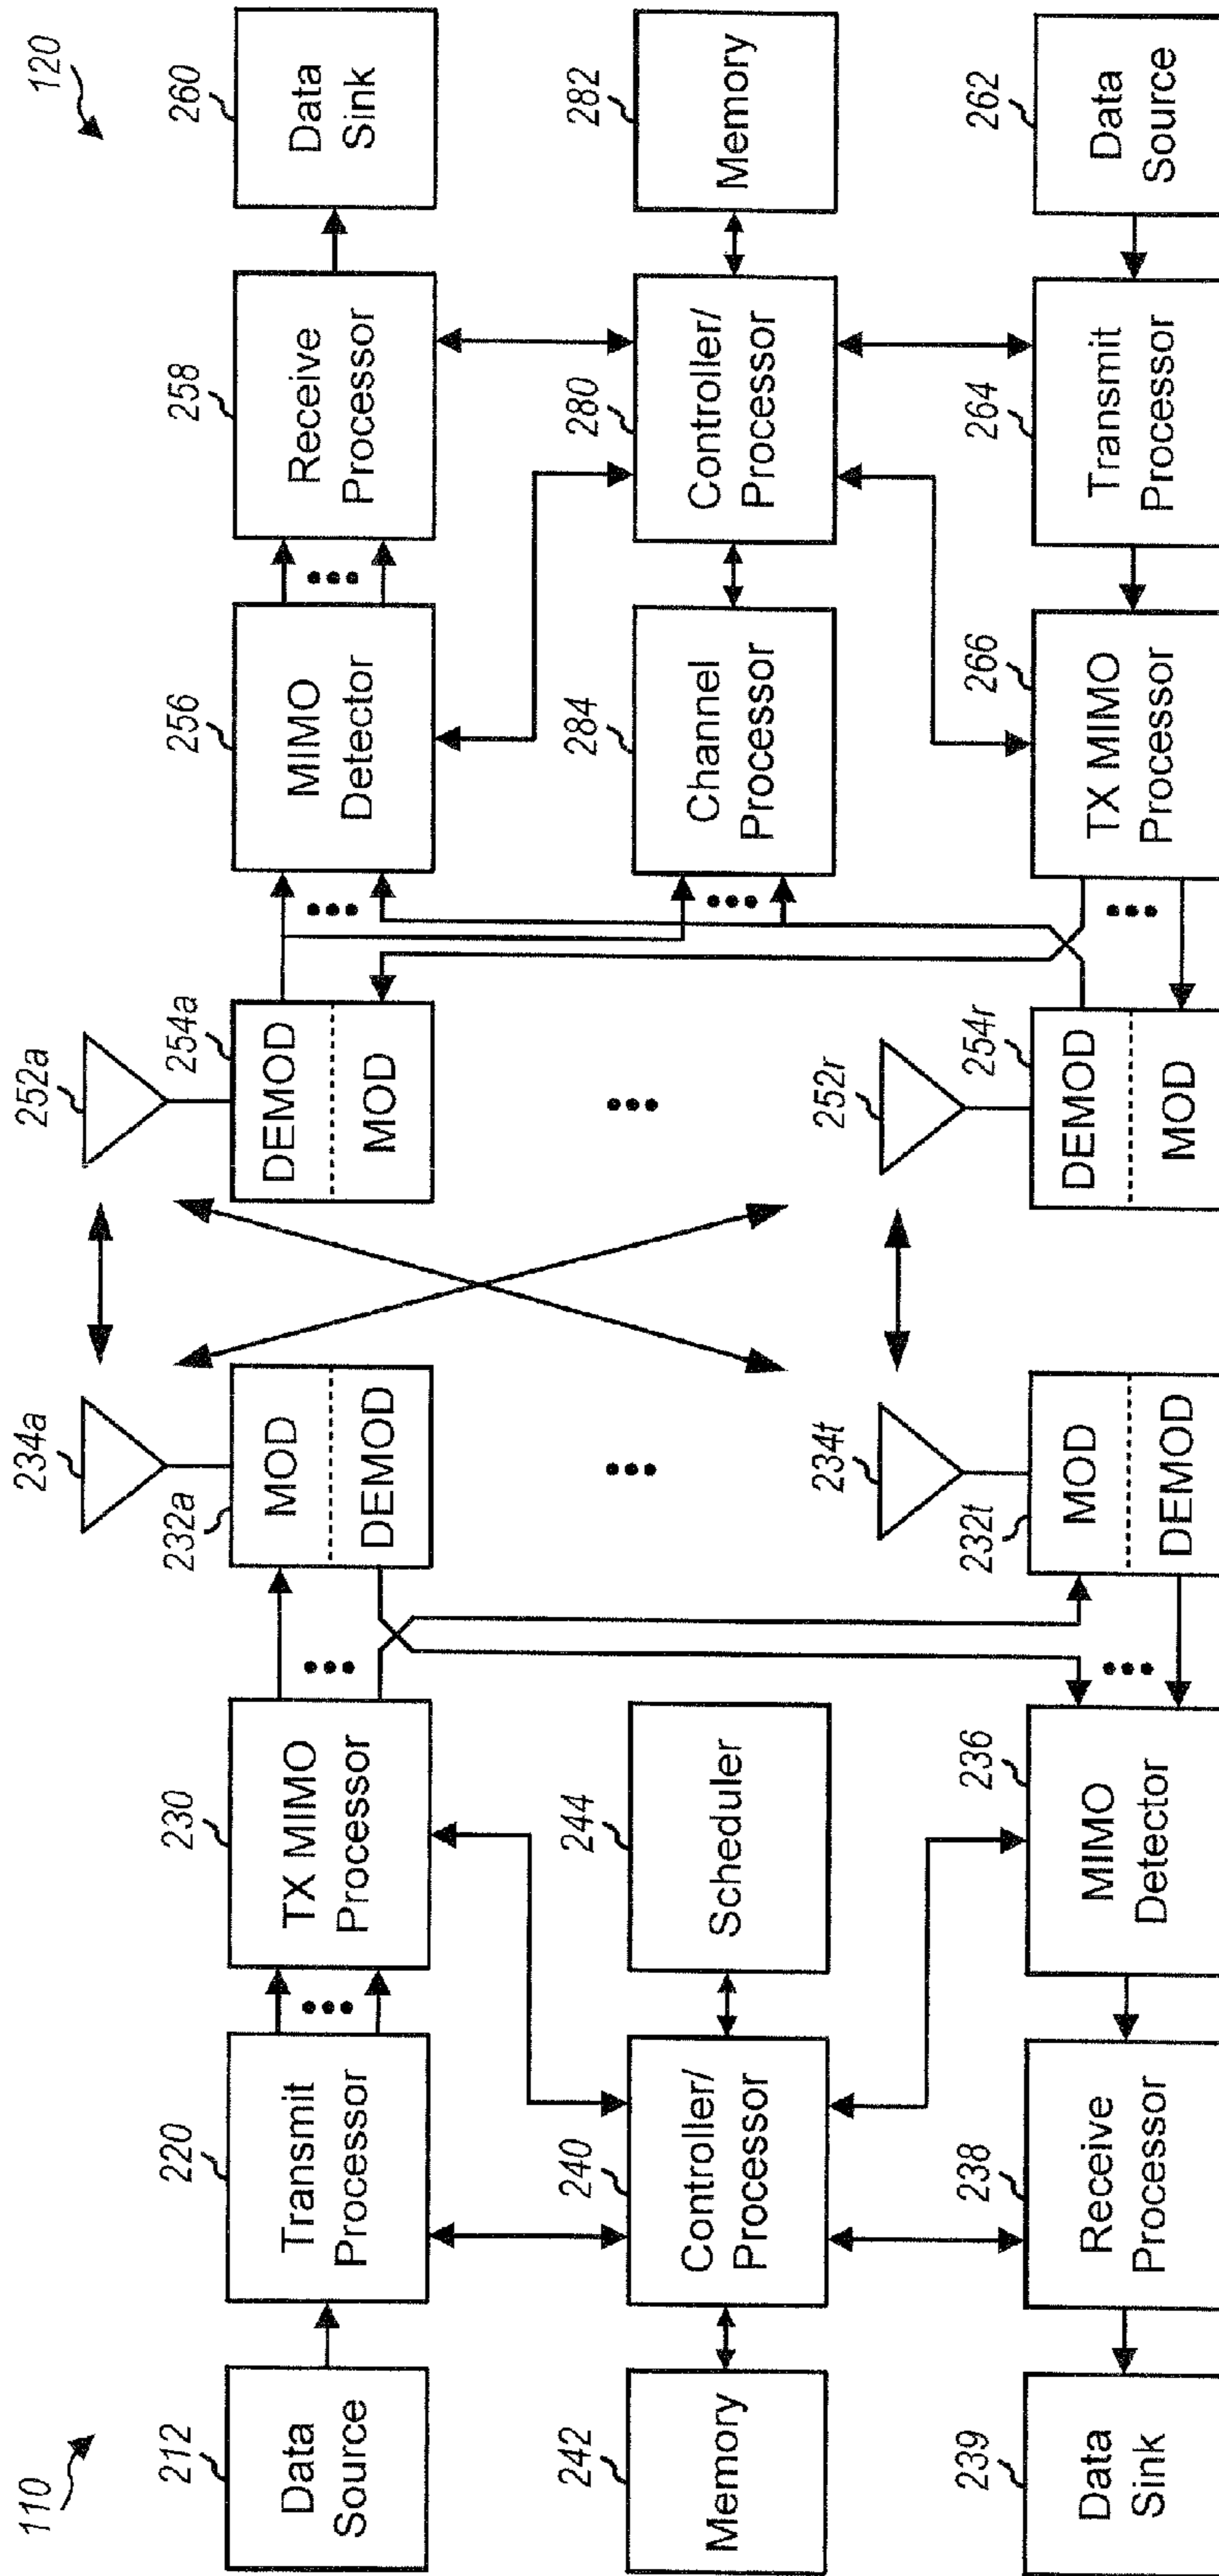 110
120
212
Data
Source
220
Transmit
Processor
230
TX MIMO
Processor
232a
MOD
DEMOD
234a
252a
254a
DEMOD
MOD
256
MIMO
Detector
258
Receive
Processor
260
Data
Sink
242
Memory
240
Controller/
Processor
244
Scheduler
284
Channel
Processor
280
Controller/
Processor
282
Memory
239
Data
Sink
238
Receive
Processor
236
MIMO
Detector
232t
MOD
DEMOD
234t
252r
254r
DEMOD
MOD
266
TX MIMO
Processor
264
Transmit
Processor
262
Data
Source